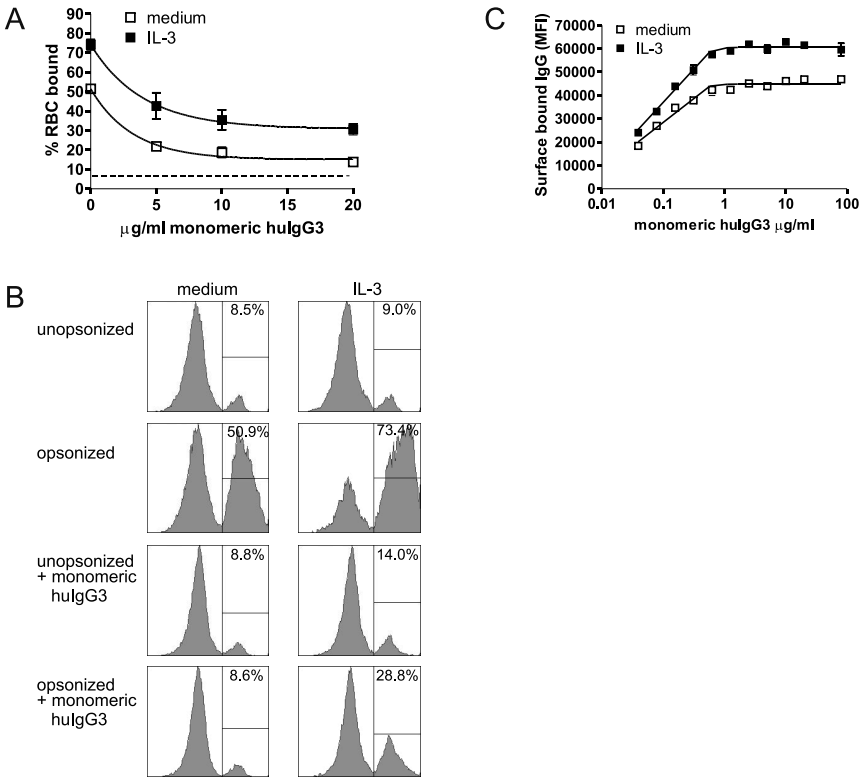 A
90
80
70
60
50
40
30
20
10
0
% RBC bound
medium
IL-3
0 5 10 15 20
μg/ml monomeric huIgG3
C
70000
60000
50000
40000
30000
20000
10000
0
Surface bound IgG (MFI)
medium
IL-3
0.01 0.1 1 10 100
monomeric huIgG3 μg/ml
B
medium IL-3
unopsonized
8.5% 9.0%
opsonized
50.9% 73.4%
unopsonized
+ monomeric
huIgG3
8.8% 14.0%
opsonized
+ monomeric
huIgG3
8.6% 28.8%